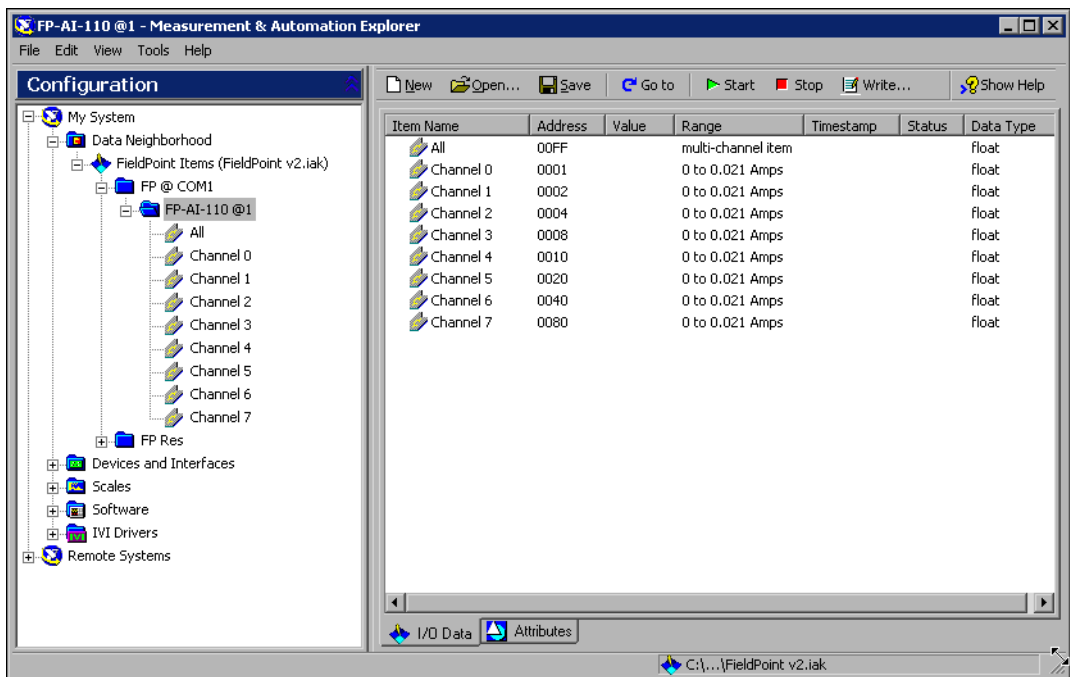 FP-AI-110 @1 - Measurement & Automation Explorer
File Edit View Tools Help
Configuration
My System
Data Neighborhood
FieldPoint Items (FieldPoint v2.iak)
FP @ COM1
FP-AI-110 @1
All
Channel 0
Channel 1
Channel 2
Channel 3
Channel 4
Channel 5
Channel 6
Channel 7
FP Res
Devices and Interfaces
Scales
Software
IVI Drivers
Remote Systems
New Open... Save Go to Start Stop Write... Show Help
Item Name Address Value Range Timestamp Status Data Type
All 00FF multi-channel item float
Channel 0 0001 0 to 0.021 Amps float
Channel 1 0002 0 to 0.021 Amps float
Channel 2 0004 0 to 0.021 Amps float
Channel 3 0008 0 to 0.021 Amps float
Channel 4 0010 0 to 0.021 Amps float
Channel 5 0020 0 to 0.021 Amps float
Channel 6 0040 0 to 0.021 Amps float
Channel 7 0080 0 to 0.021 Amps float
I/O Data Attributes
C:\...\FieldPoint v2.iak